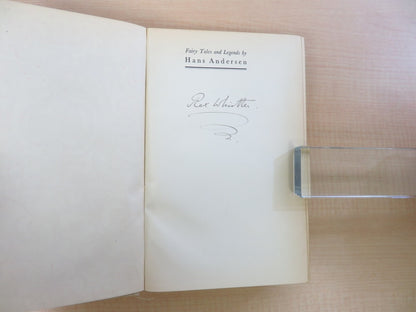 Fairy Tales and Legends by
Hans Andersen
Rex Whistler.